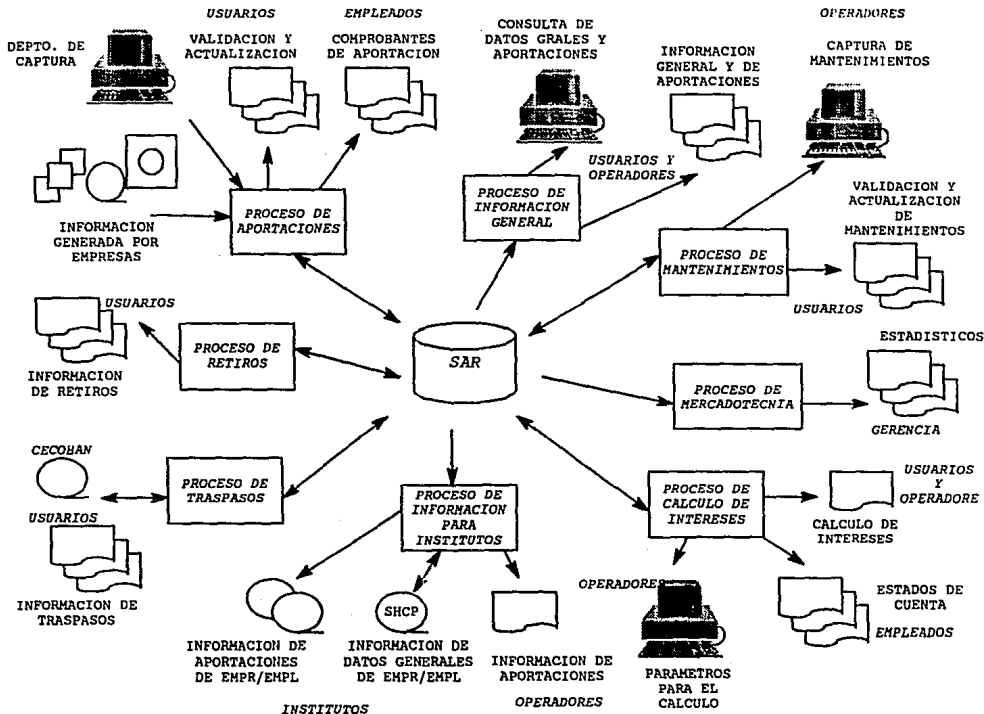 USUARIOS
EMPLEADOS
OPERADORES
DEPTO. DE
CAPTURA
VALIDACION Y
ACTUALIZACION
COMPROBANTES
DE APORTACION
CONSULTA DE
DATOS GRALES Y
APORTACIONES
INFORMACION
GENERAL Y DE
APORTACIONES
CAPTURA DE
MANTENIMIENTOS
INFORMACION
GENERADA POR
EMPRESAS
PROCESO DE
APORTACIONES
PROCESO DE
INFORMACION
GENERAL
USUARIOS Y
OPERADORES
PROCESO DE
MANTENIMIENTOS
VALIDACION Y
ACTUALIZACION
DE
MANTENIMIENTOS
USUARIOS
USUARIOS
INFORMACION
DE RETIROS
PROCESO DE
RETIROS
SAR
PROCESO DE
MERCADOTECNIA
ESTADISTICOS
GERENCIA
CECOBAN
USUARIOS
INFORMACION DE
TRASPASOS
PROCESO DE
TRASPASOS
PROCESO DE
INFORMACION
PARA
INSTITUTOS
PROCESO DE
CALCULO DE
INTERESES
USUARIOS
Y
OPERADORE
CALCULO DE
INTERESES
SHCP
INFORMACION DE
APORTACIONES
DE EMPR/EMPL
INFORMACION DE
DATOS GENERALES
DE EMPR/EMPL
INFORMACION DE
APORTACIONES
INSTITUTOS
OPERADORES
OPERADORES
PARAMETROS
PARA EL
CALCULO
ESTADOS DE
CUENTA
EMPLEADOS